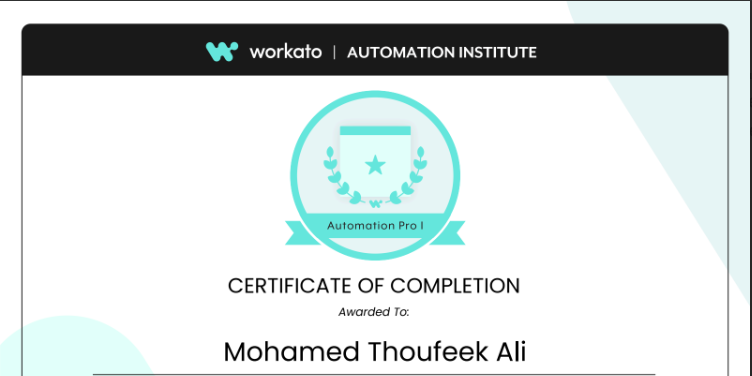 workato | AUTOMATION INSTITUTE
Automation Pro I
CERTIFICATE OF COMPLETION
Awarded To:
Mohamed Thoufeek Ali